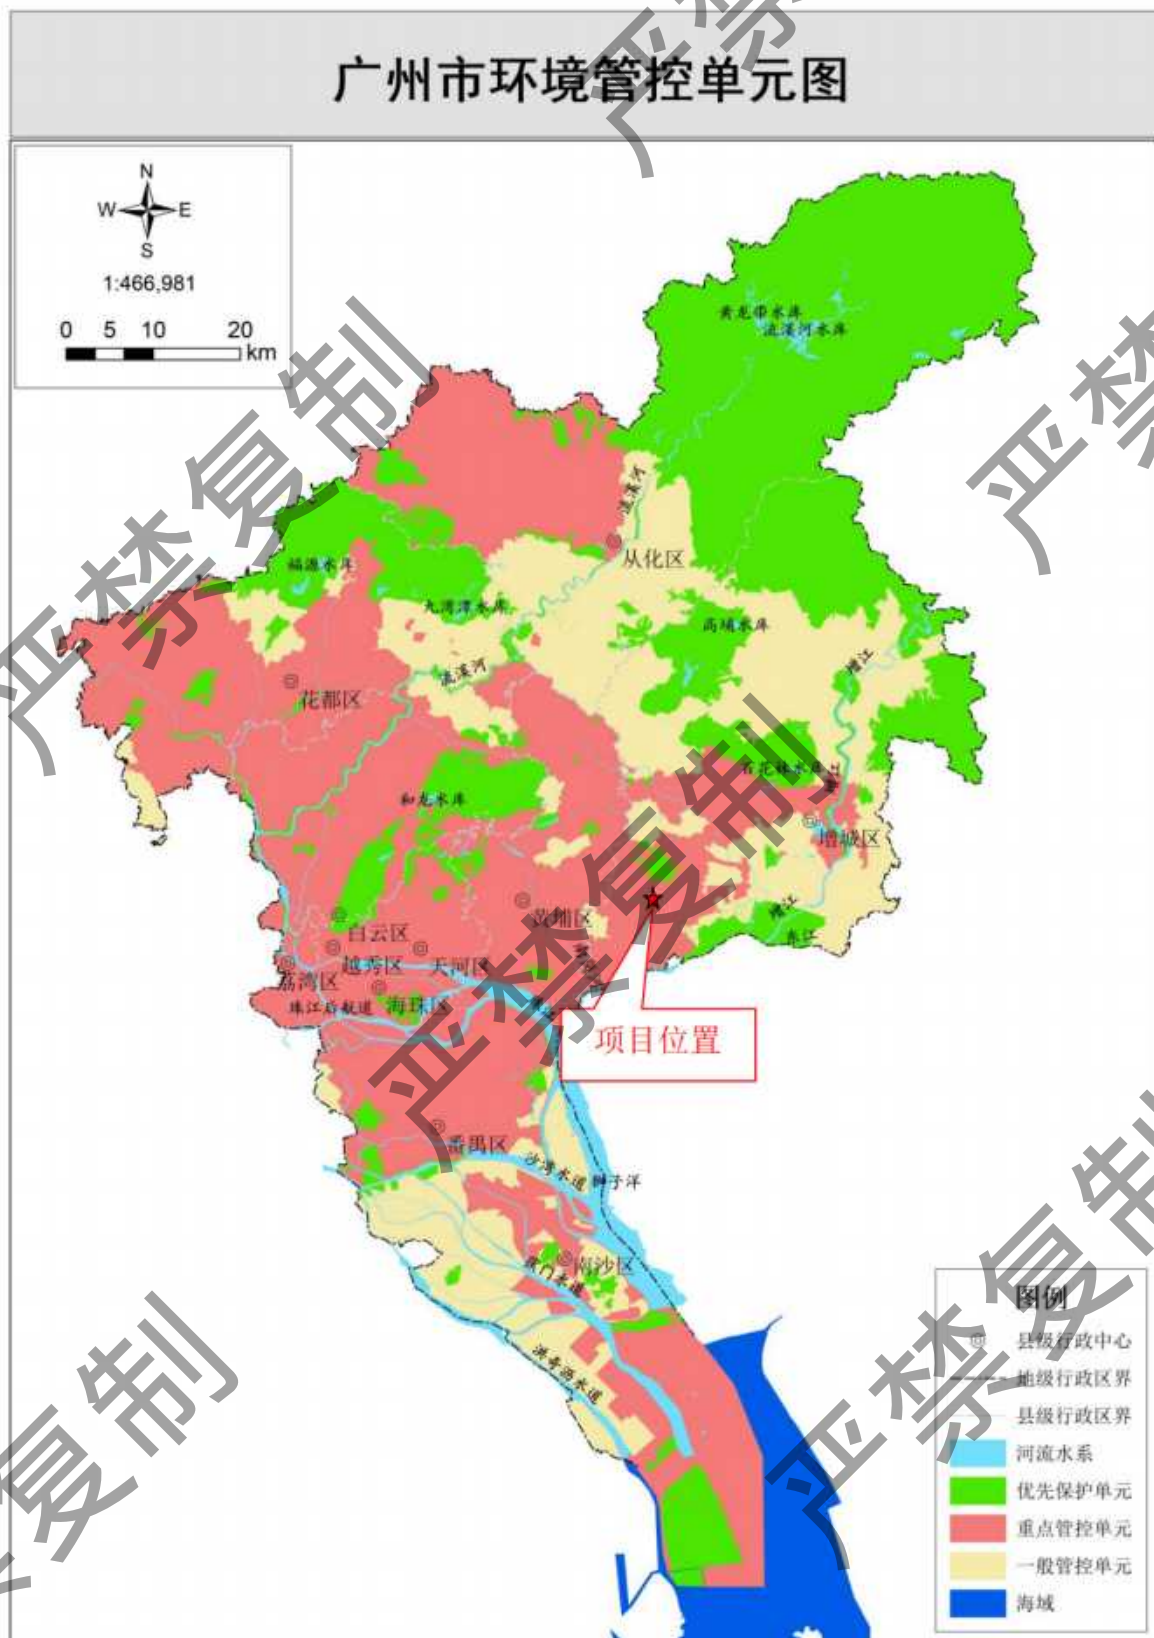 广州市环境管控单元图
N
W E
S
1:466,981
0 5 10 20
km
黄龙带水库
流溪河水库
流溪河
从化区
福源水库
九湾潭水库
高埔水库
增江
流溪河
花都区
石花林水库
和龙水库
增城区
黄埔区
增江
东江
白云区
越秀区
天河区
荔湾区
珠江后航道
海珠区
项目位置
番禺区
沙湾水道
狮子洋
南沙区
洪奇沥水道
图例
县级行政中心
地级行政区界
县级行政区界
河流水系
优先保护单元
重点管控单元
一般管控单元
海域
严禁复制
严禁复制
严禁复制
严禁复制
严禁复制
严禁复制